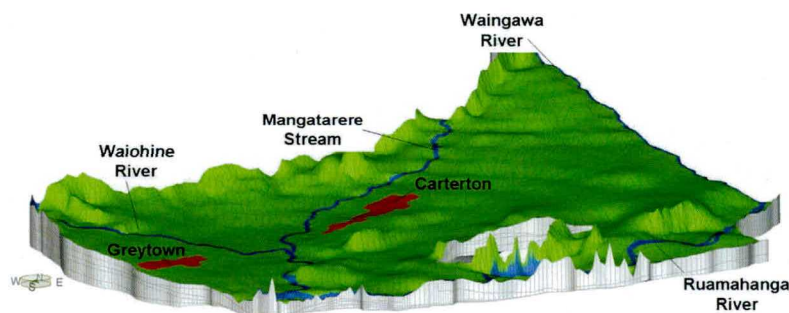 Waingawa
River
Mangatarere
Stream
Waiohine
River
Carterton
Greytown
W N E
S
Ruamahanga
River